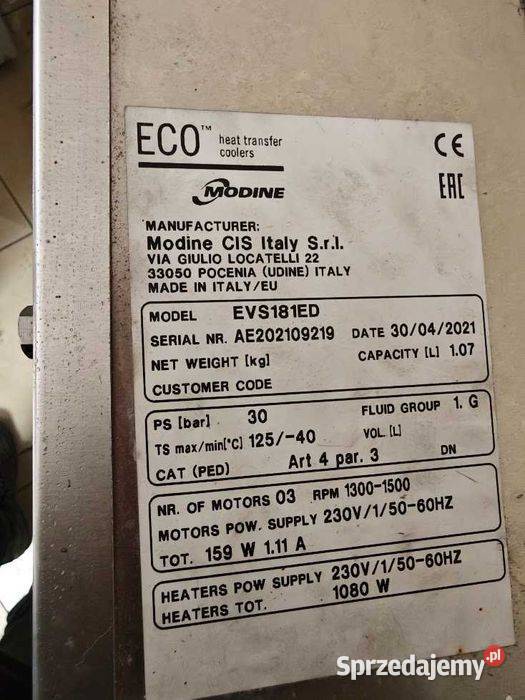 ECO™ heat transfer
coolers
CE
MODINE
EAC
MANUFACTURER:
Modine CIS Italy S.r.l.
VIA GIULIO LOCATELLI 22
33050 POCENIA (UDINE) ITALY
MADE IN ITALY/EU
MODEL EVS181ED
SERIAL NR. AE202109219 DATE 30/04/2021
NET WEIGHT [kg] CAPACITY [L] 1.07
CUSTOMER CODE
PS [bar] 30 FLUID GROUP 1. G
TS max/min[°C] 125/-40 VOL. [L]
CAT (PED) Art 4 par. 3 DN
NR. OF MOTORS 03 RPM 1300-1500
MOTORS POW. SUPPLY 230V/1/50-60HZ
TOT. 159 W 1.11 A
HEATERS POW SUPPLY 230V/1/50-60HZ
HEATERS TOT. 1080 W
Sprzedajemy.pl